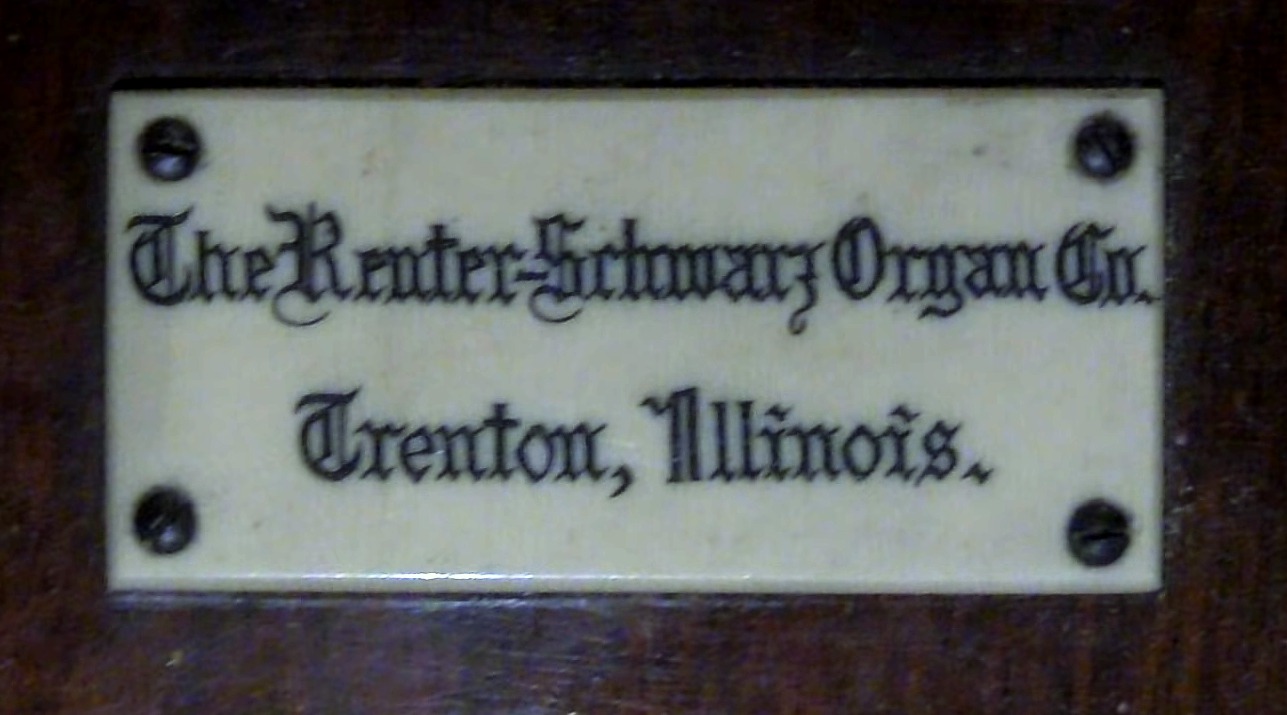 The Reuter-Schwarz Organ Co.
Trenton, Illinois.